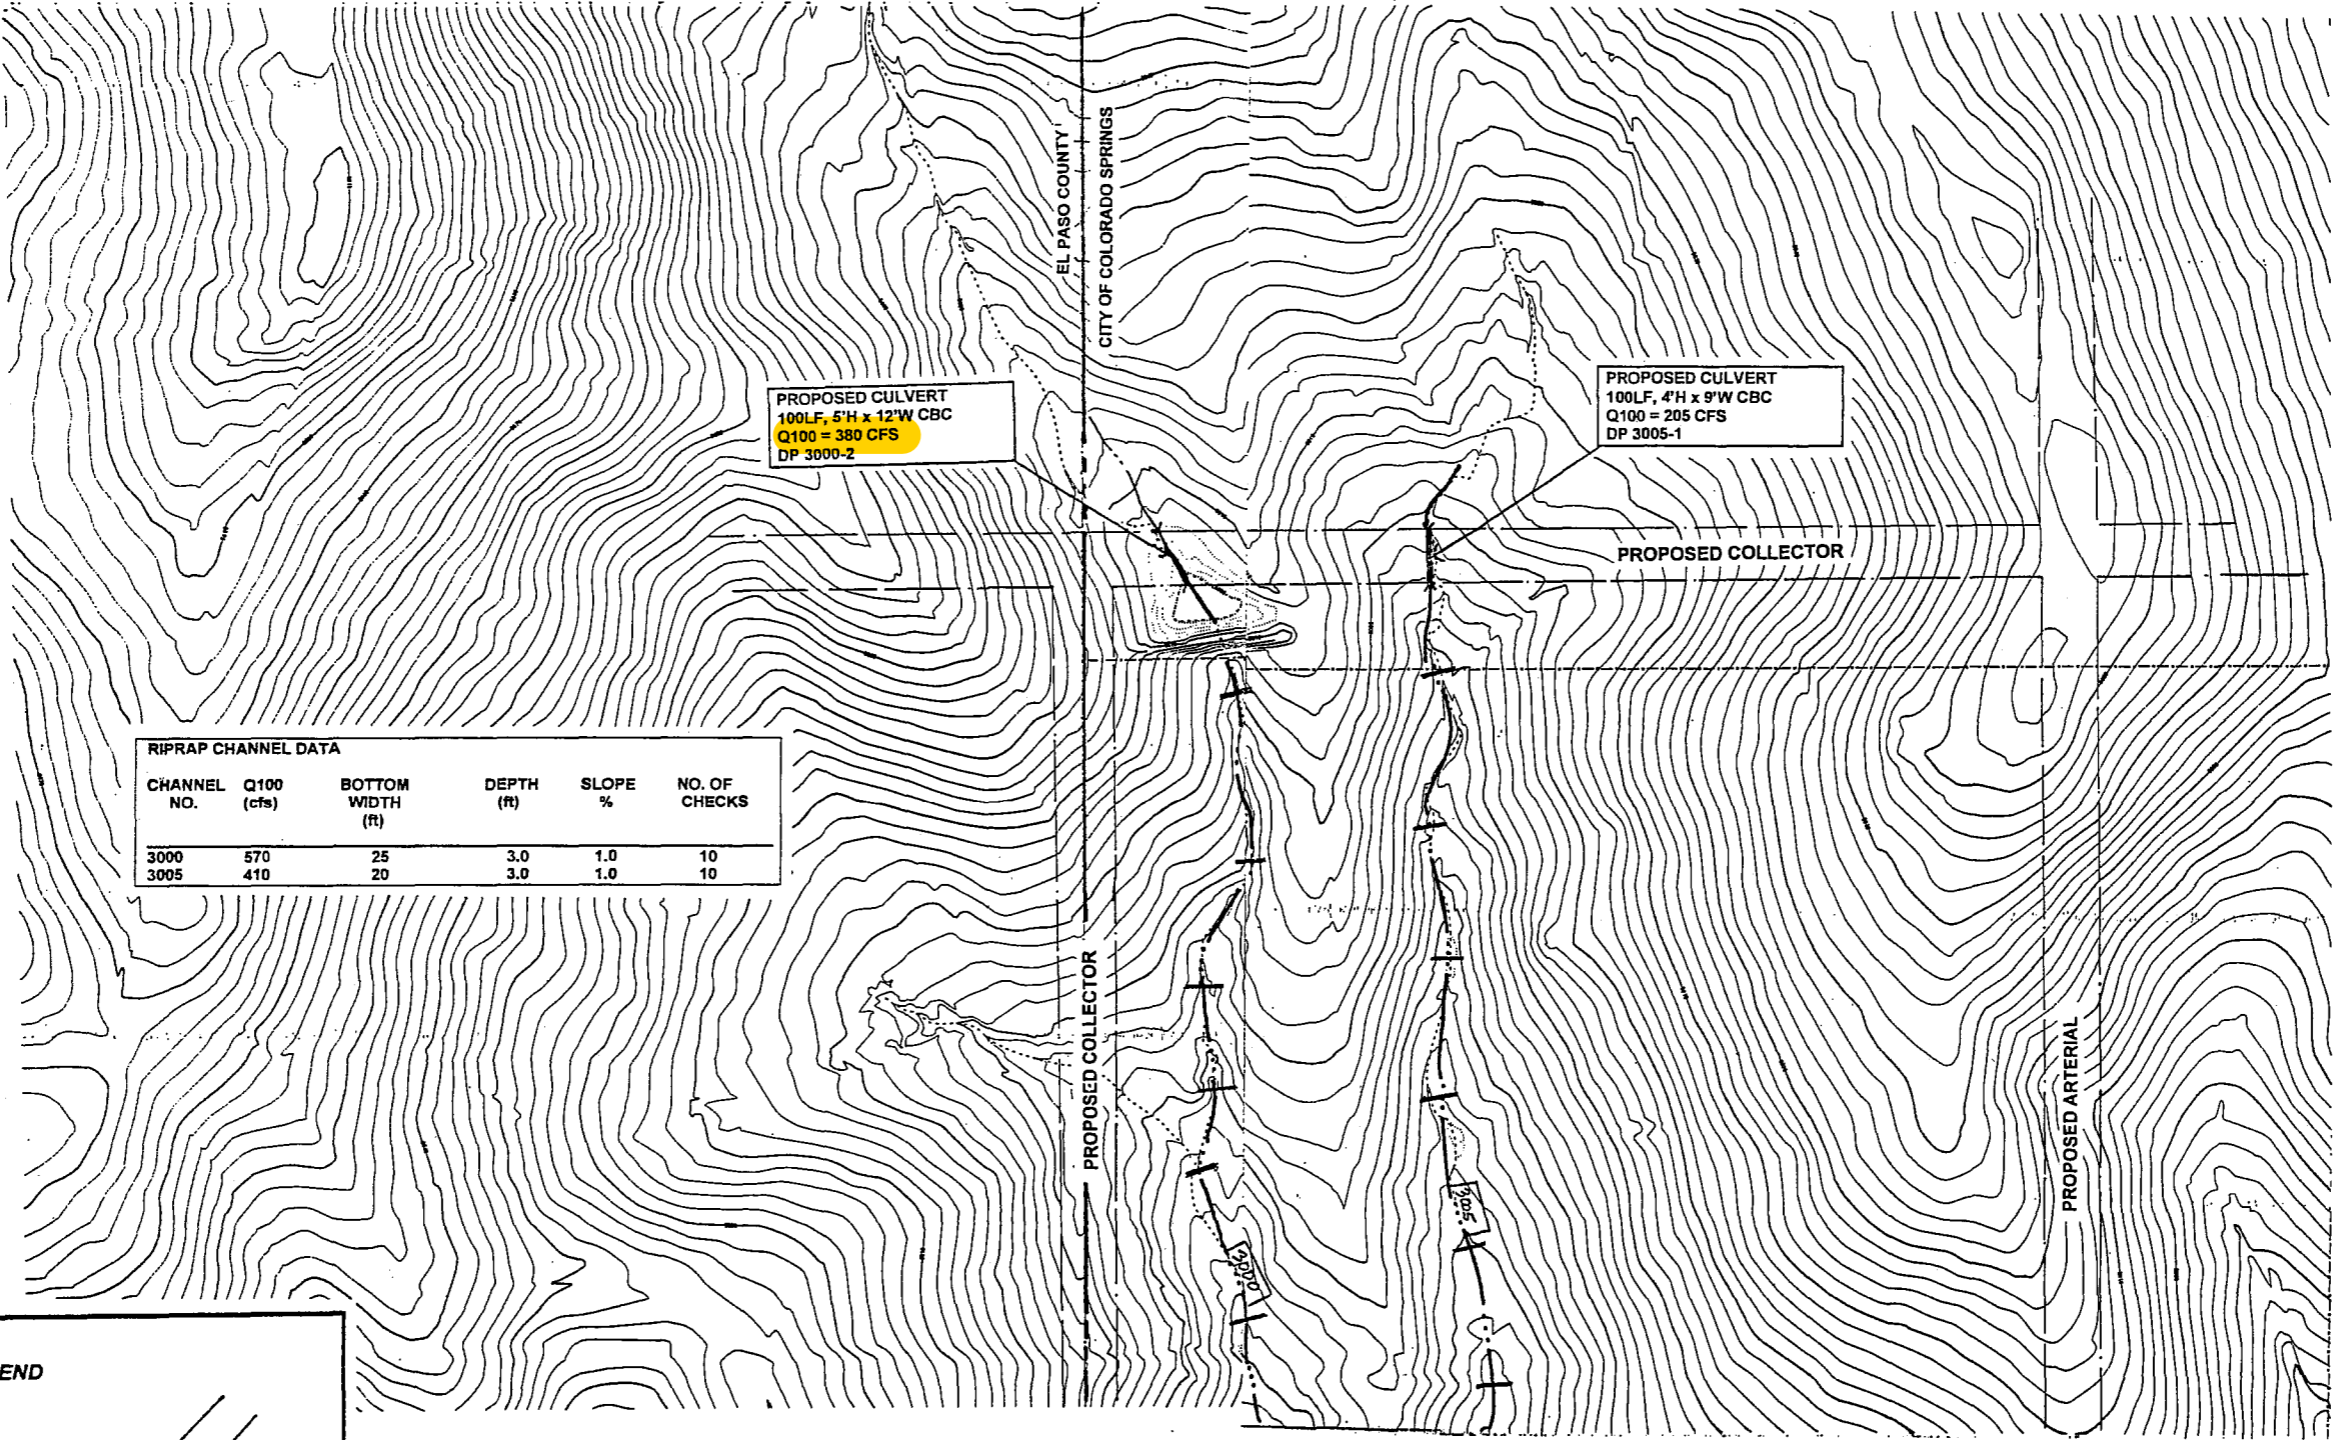 EL PASO COUNTY
CITY OF COLORADO SPRINGS
PROPOSED CULVERT
100LF, 5'H x 12'W CBC
Q100 = 380 CFS
DP 3000-2
PROPOSED CULVERT
100LF, 4'H x 9'W CBC
Q100 = 205 CFS
DP 3005-1
PROPOSED COLLECTOR
RIPRAP CHANNEL DATA
CHANNEL Q100 BOTTOM DEPTH SLOPE NO. OF
NO. (cfs) WIDTH (ft) % CHECKS
(ft)
3000 570 25 3.0 1.0 10
3005 410 20 3.0 1.0 10
PROPOSED COLLECTOR
PROPOSED ARTERIAL
3005
3000
END